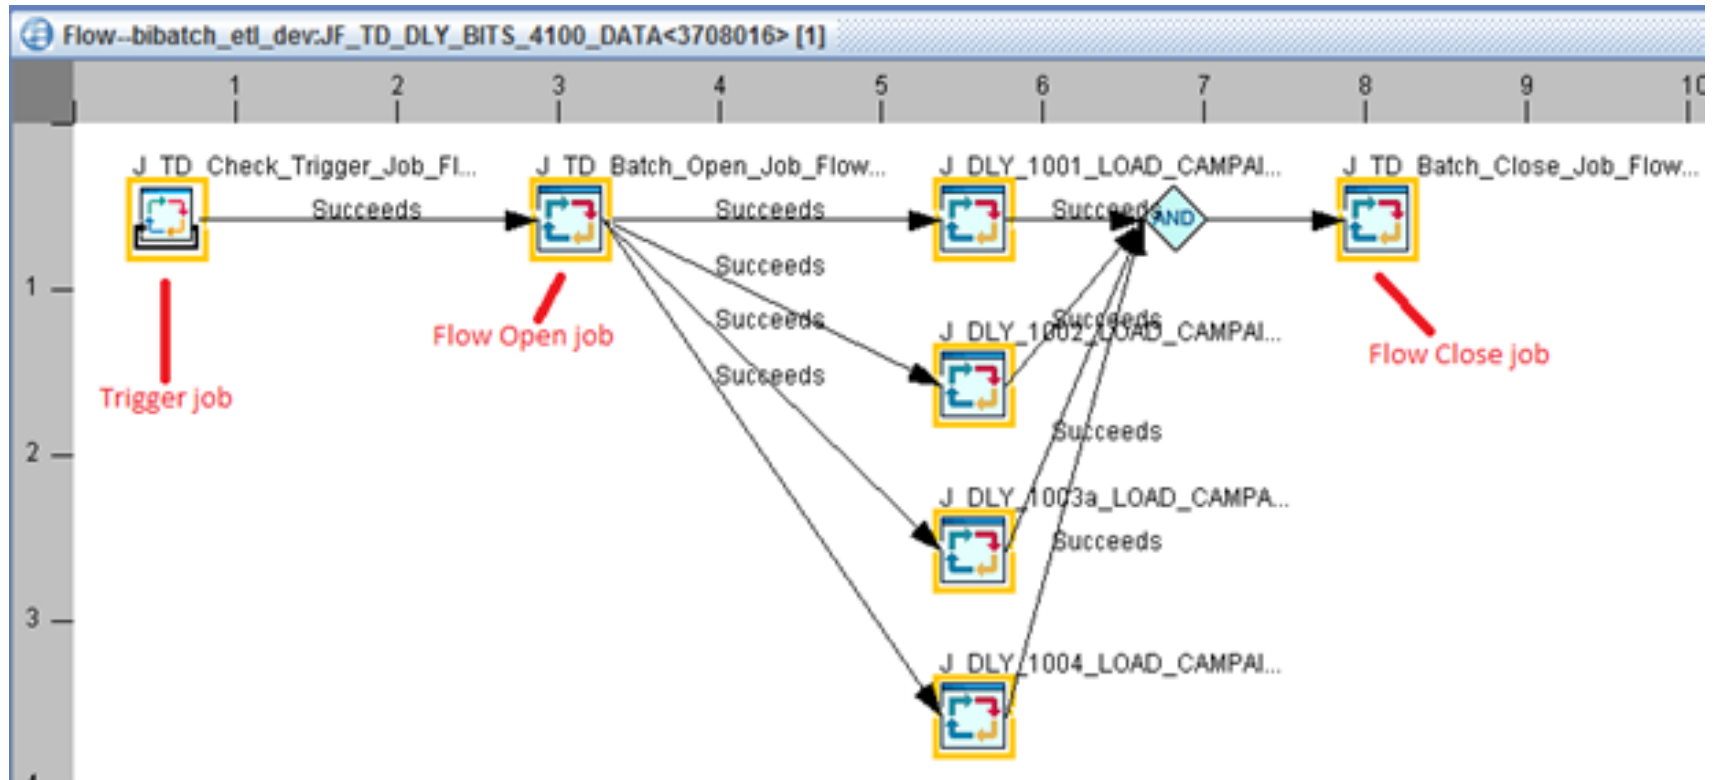 Flow--bibatch_etl_dev:JF_TD_DLY_BITS_4100_DATA<3708016> [1]
1 2 3 4 5 6 7 8 9 10
J_TD_Check_Trigger_Job_Fl... J_TD_Batch_Open_Job_Flow... J_DLY_1001_LOAD_CAMPAI... J_TD_Batch_Close_Job_Flow...
Succeeds Succeeds Succeeds AND
Succeeds
1
Succeeds Succeeds
J_DLY_1002_LOAD_CAMPAI...
Flow Open job
Flow Close job
Succeeds
Trigger job
Succeeds
2
J_DLY_1003a_LOAD_CAMPA...
Succeeds
3
J_DLY_1004_LOAD_CAMPAI...